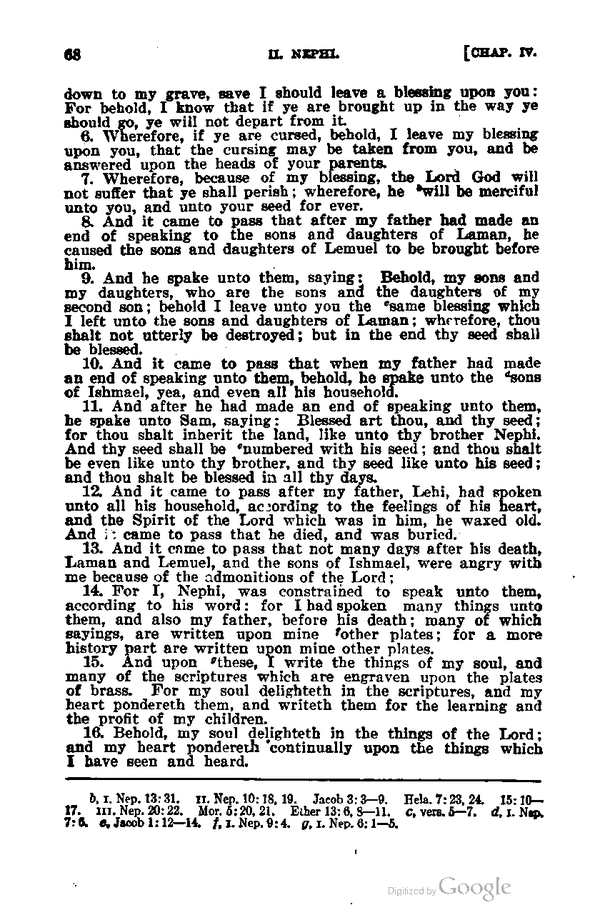 68 II. NEPHI. [CHAP. IV.
down to my grave, save I should leave a blessing upon you:
For behold, I know that if ye are brought up in the way ye
should go, ye will not depart from it.
6. Wherefore, if ye are cursed, behold, I leave my blessing
upon you, that the cursing may be taken from you, and be
answered upon the heads of your parents.
7. Wherefore, because of my blessing, the Lord God will
not suffer that ye shall perish; wherefore, he ᵇwill be merciful
unto you, and unto your seed for ever.
8. And it came to pass that after my father had made an
end of speaking to the sons and daughters of Laman, he
caused the sons and daughters of Lemuel to be brought before
him.
9. And he spake unto them, saying: Behold, my sons and
my daughters, who are the sons and the daughters of my
second son; behold I leave unto you the ᶜsame blessing which
I left unto the sons and daughters of Laman; wherefore, thou
shalt not utterly be destroyed; but in the end thy seed shall
be blessed.
10. And it came to pass that when my father had made
an end of speaking unto them, behold, he spake unto the ᵈsons
of Ishmael, yea, and even all his household.
11. And after he had made an end of speaking unto them,
he spake unto Sam, saying: Blessed art thou, and thy seed;
for thou shalt inherit the land, like unto thy brother Nephi.
And thy seed shall be ᵉnumbered with his seed; and thou shalt
be even like unto thy brother, and thy seed like unto his seed;
and thou shalt be blessed in all thy days.
12. And it came to pass after my father, Lehi, had spoken
unto all his household, according to the feelings of his heart,
and the Spirit of the Lord which was in him, he waxed old.
And it came to pass that he died, and was buried.
13. And it came to pass that not many days after his death,
Laman and Lemuel, and the sons of Ishmael, were angry with
me because of the admonitions of the Lord;
14. For I, Nephi, was constrained to speak unto them,
according to his word: for I had spoken many things unto
them, and also my father, before his death; many of which
sayings, are written upon mine ᶠother plates; for a more
history part are written upon mine other plates.
15. And upon ᵍthese, I write the things of my soul, and
many of the scriptures which are engraven upon the plates
of brass. For my soul delighteth in the scriptures, and my
heart pondereth them, and writeth them for the learning and
the profit of my children.
16. Behold, my soul delighteth in the things of the Lord;
and my heart pondereth continually upon the things which
I have seen and heard.
b, I. Nep. 13: 31. II. Nep. 10: 18, 19. Jacob 3: 3—9. Hela. 7: 23, 24. 15: 10—
17. III. Nep. 20: 22. Mor. 5: 20, 21. Ether 13: 6, 8—11. c, vers. 5—7. d, I. Nep.
7: 6. e, Jacob 1: 12—14. f, I. Nep. 9: 4. g, I. Nep. 6: 1—5.
Digitized by Google